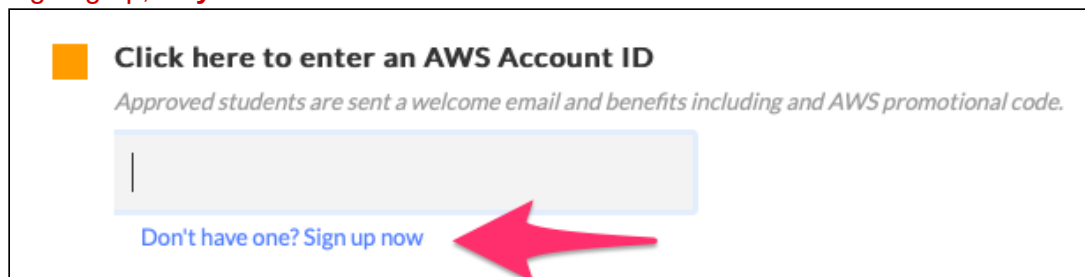 Click here to enter an AWS Account ID
Approved students are sent a welcome email and benefits including and AWS promotional code.
Don't have one? Sign up now